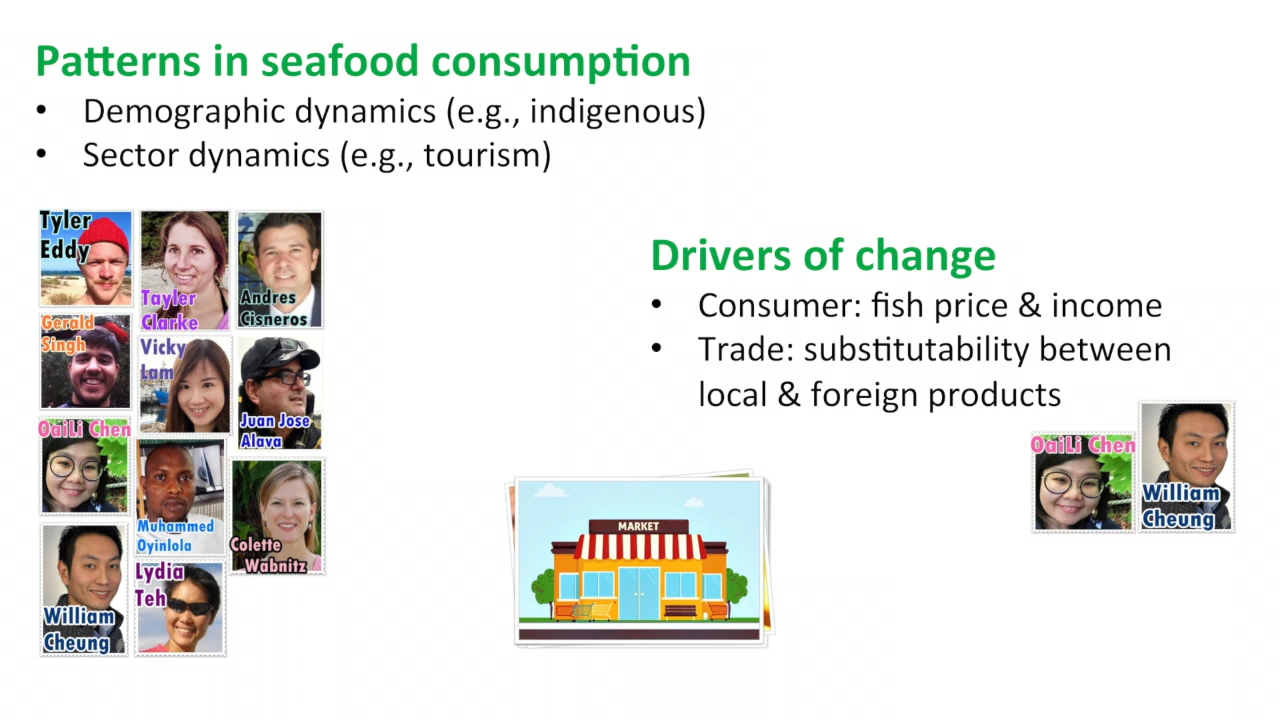 Patterns in seafood consumption
• Demographic dynamics (e.g., indigenous)
• Sector dynamics (e.g., tourism)
Tyler
Eddy
Tayler
Clarke
Andres
Cisneros
Gerald
Singh
Vicky
Lam
Juan Jose
Alava
OaiLi Chen
Muhammed
Oyinlola
Colette
Wabnitz
William
Cheung
Lydia
Teh
Drivers of change
• Consumer: fish price & income
• Trade: substitutability between
local & foreign products
OaiLi Chen
William
Cheung
MARKET